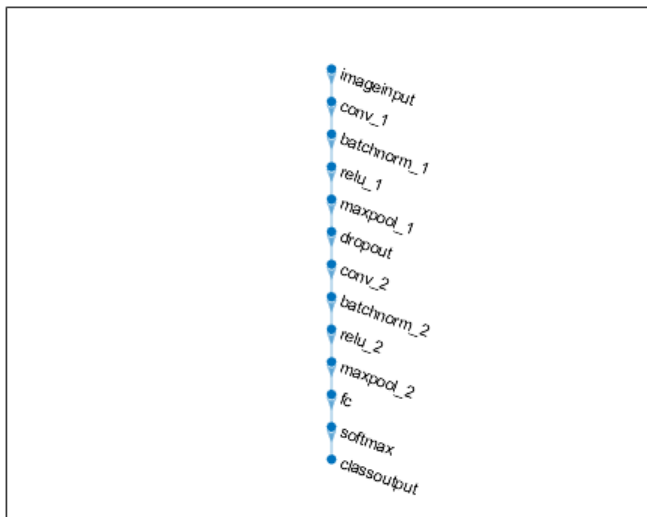 imageinput
conv_1
batchnorm_1
relu_1
maxpool_1
dropout
conv_2
batchnorm_2
relu_2
maxpool_2
fc
softmax
classoutput